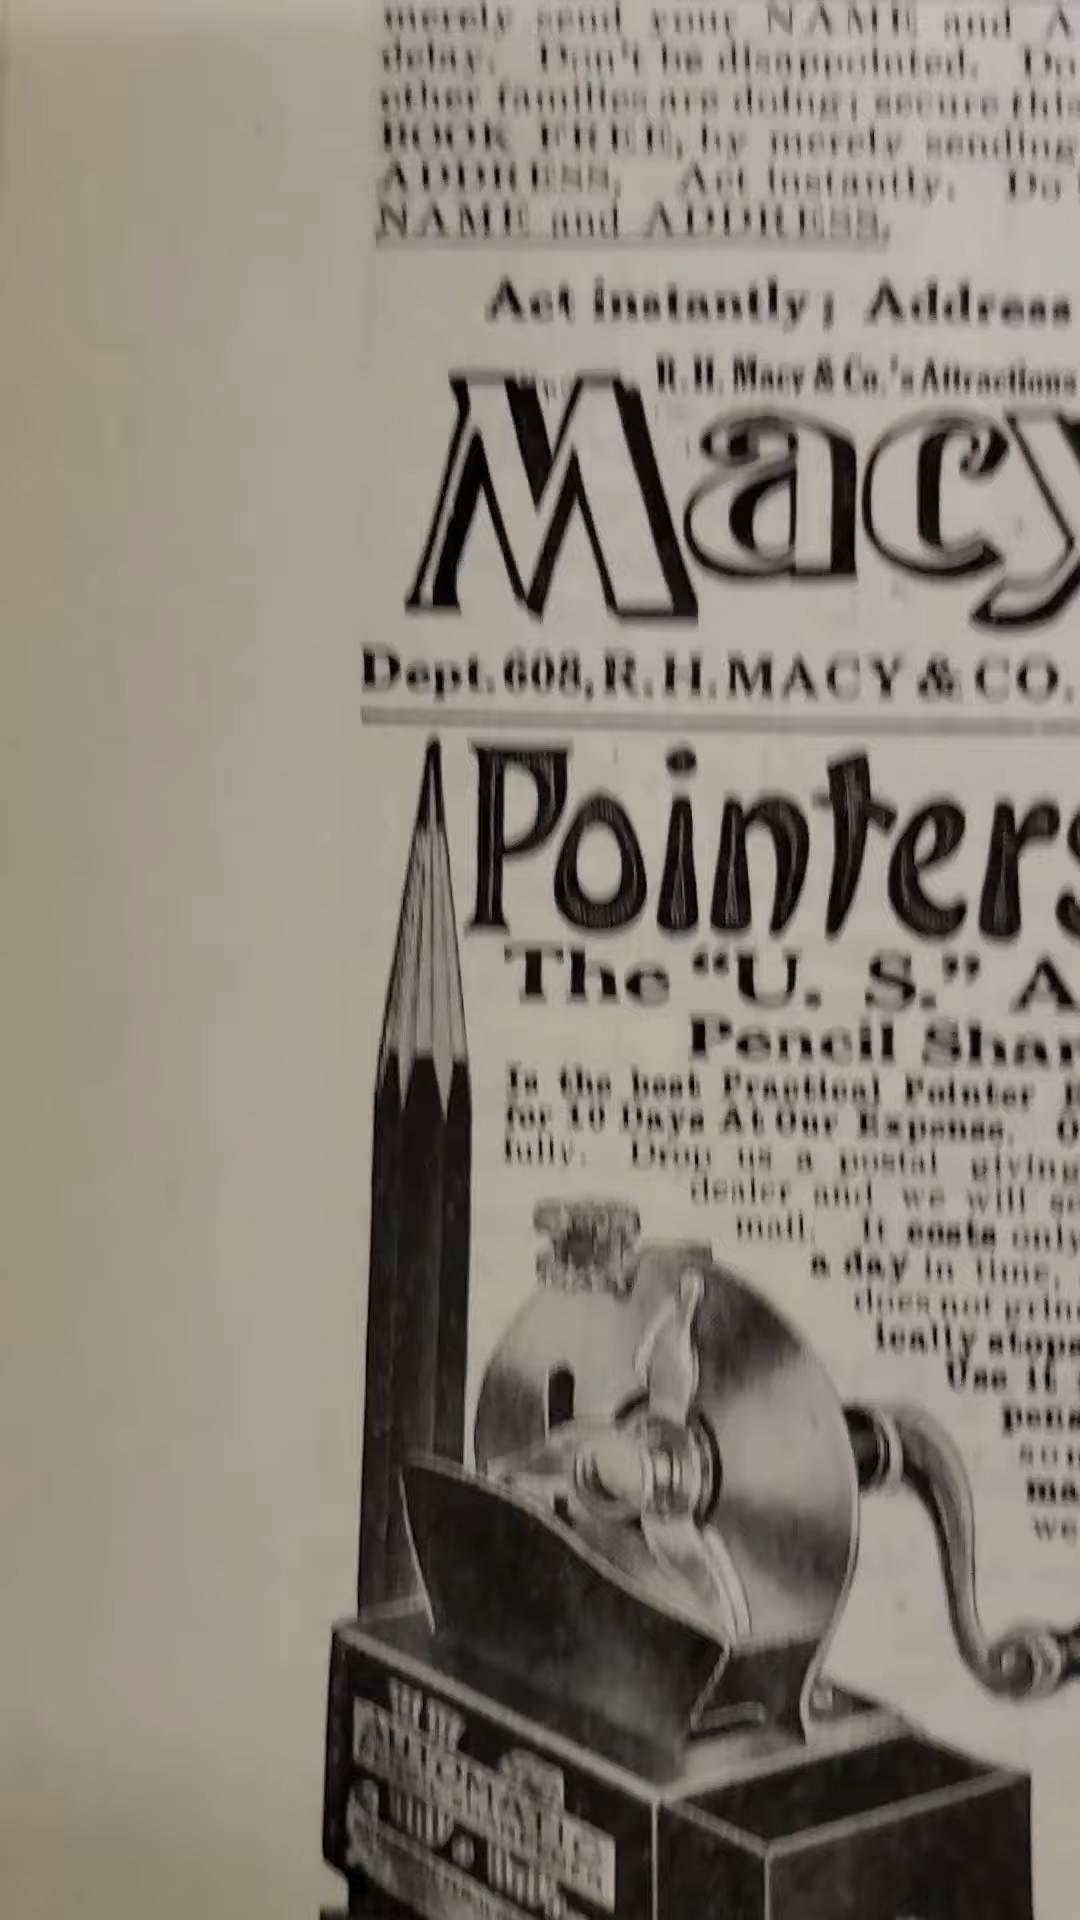 merely send your NAME and A
delay. Don't be disappointed. Do
other families are doing; secure this
BOOK FREE, by merely sending
ADDRESS. Act instantly. Do
NAME and ADDRESS.
Act instantly; Address
R. H. Macy & Co.'s Attractions
Macy
Dept. 608, R. H. MACY & CO.
Pointers
The "U. S." A
Pencil Shar
Is the best Practical Pointer
for 10 Days At Our Expense. O
fully. Drop us a postal giving
dealer and we will se
mail. It costs only
a day in time.
does not grin
ically stops
Use it
pens
som
ma
we
AUTOMATIC